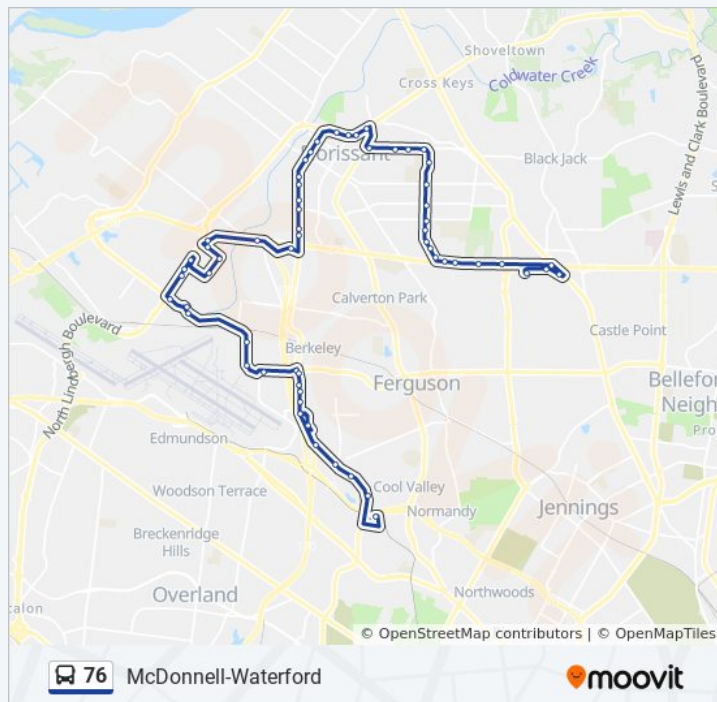 Shoveltown
Cross Keys
Coldwater Creek
Lewis and Clark Boulevard
Florissant
Black Jack
Calverton Park
Castle Point
North Lindbergh Boulevard
Berkeley
Ferguson
Bellefon
Neigh
Edmundson
Pro
Cool Valley
Woodson Terrace
Normandy
Jennings
Breckenridge
Hills
Northwoods
Overland
calon
© OpenStreetMap contributors | © OpenMapTiles
76 McDonnell-Waterford
moovit